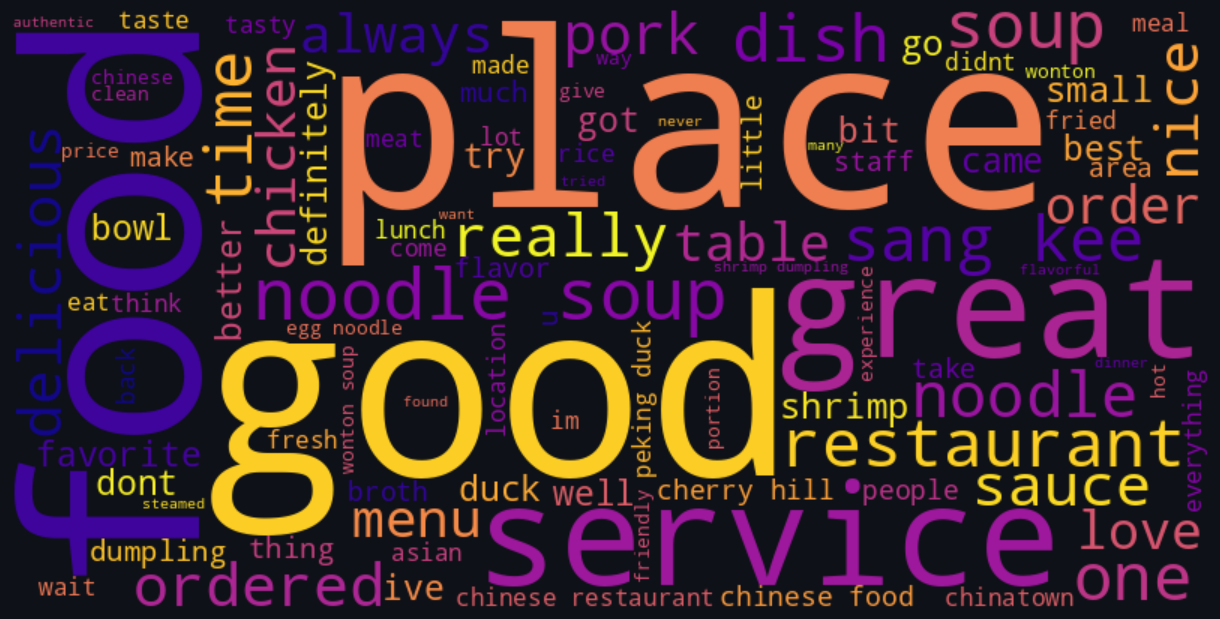 authentic
taste
tasty
always
place
pork
way
dish
go
soup
meal
didnt
wonton
nice
food
chinese
clean
time
chicken
definitely
made
much
give
got
never
little
bit
many
staff
came
small
fried
best
area
order
delicious
price
make
meat
lot
try
rice
tried
bowl
better
lunch
want
come
really
table
sang kee
flavor
shrimp dumpling
flavorful
eat
think
noodle soup
u
egg noodle
good
great
experience
location
peking duck
wonton soup
back
found
im
portion
take
dinner
hot
noodle
everything
shrimp
restaurant
favorite
fresh
dont
steamed
broth
duck
well
friendly
cherry hill
people
sauce
menu
service
love
dumpling
thing
asian
one
wait
ordered
ive
chinese restaurant
chinese food
chinatown